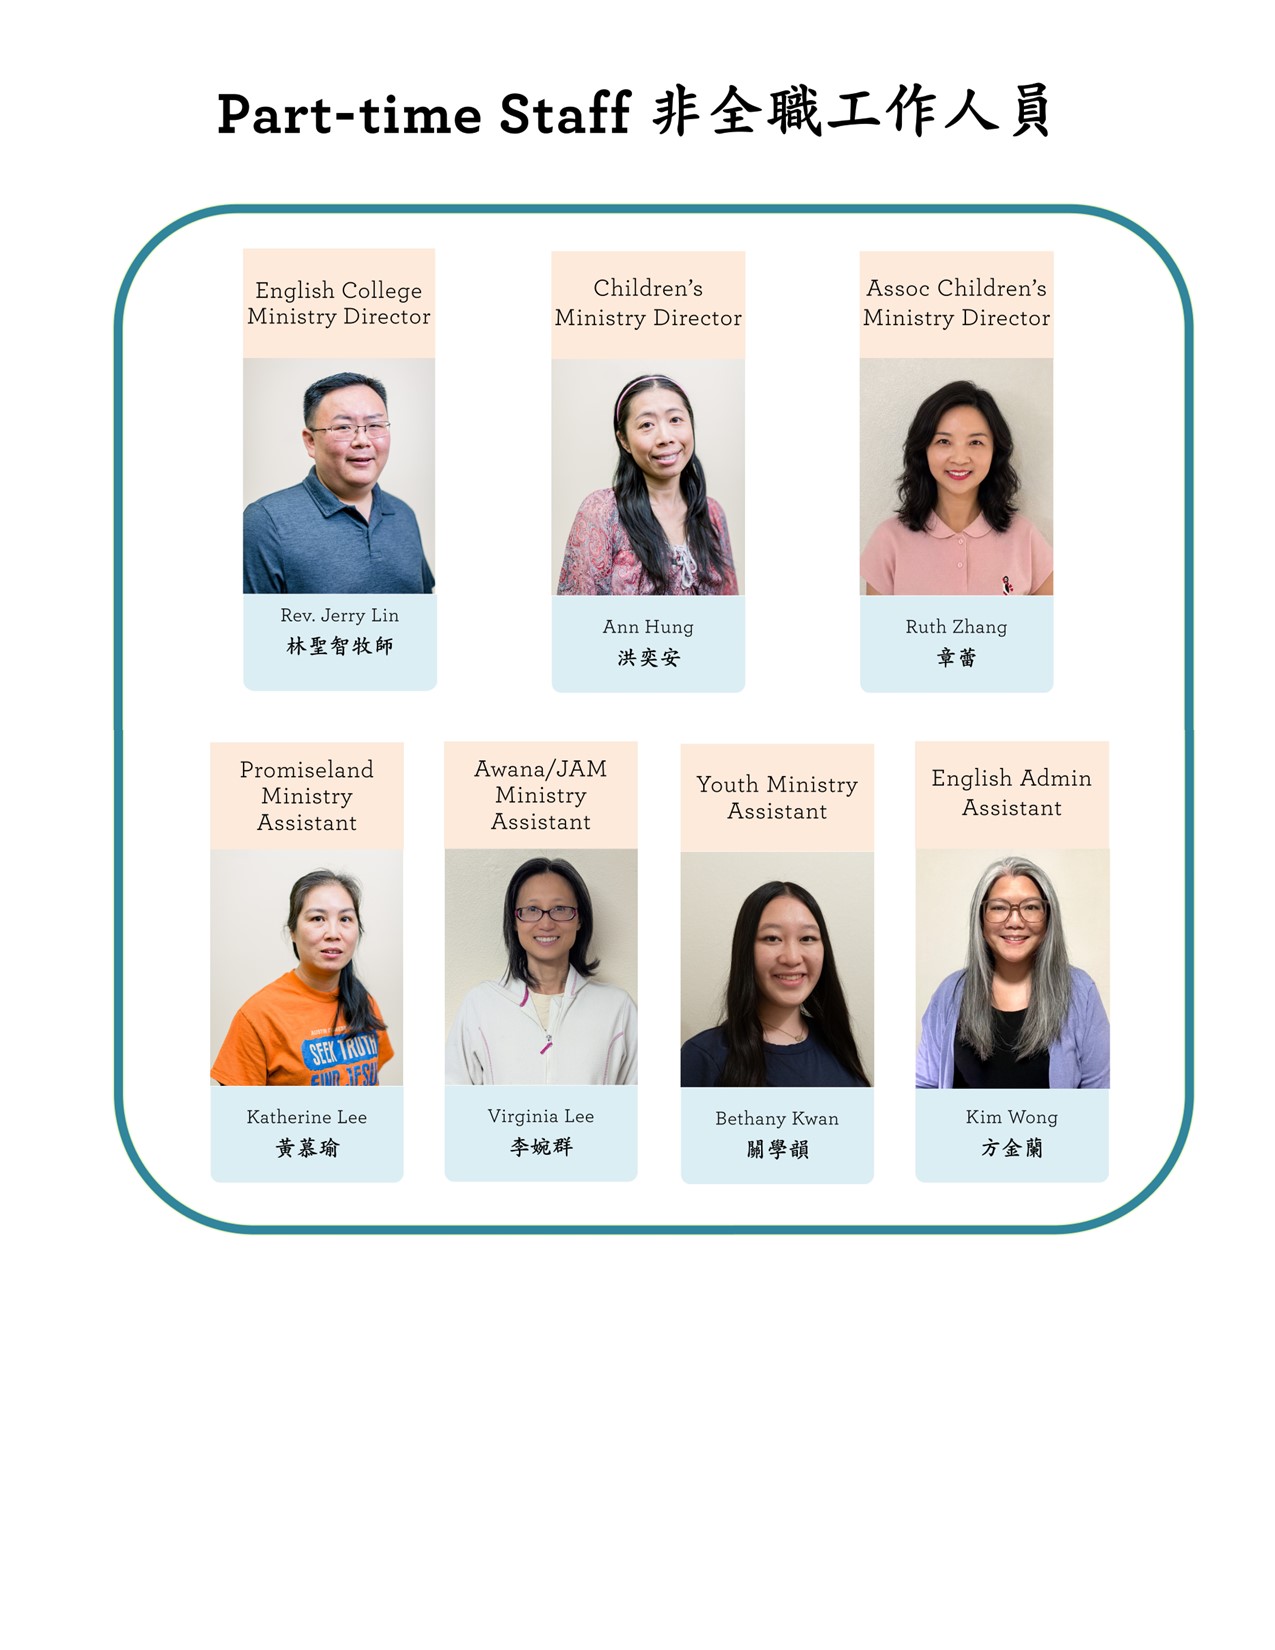 Part-time Staff 非全職工作人員
English College
Ministry Director
Children's
Ministry Director
Assoc Children's
Ministry Director
Rev. Jerry Lin
林聖智牧師
Ann Hung
洪奕安
Ruth Zhang
章蕾
Promiseland
Ministry
Assistant
Awana/JAM
Ministry
Assistant
Youth Ministry
Assistant
English Admin
Assistant
SEEK TRUTH
FIND JESUS
Katherine Lee
黃慕瑜
Virginia Lee
李婉群
Bethany Kwan
關學韻
Kim Wong
方金蘭